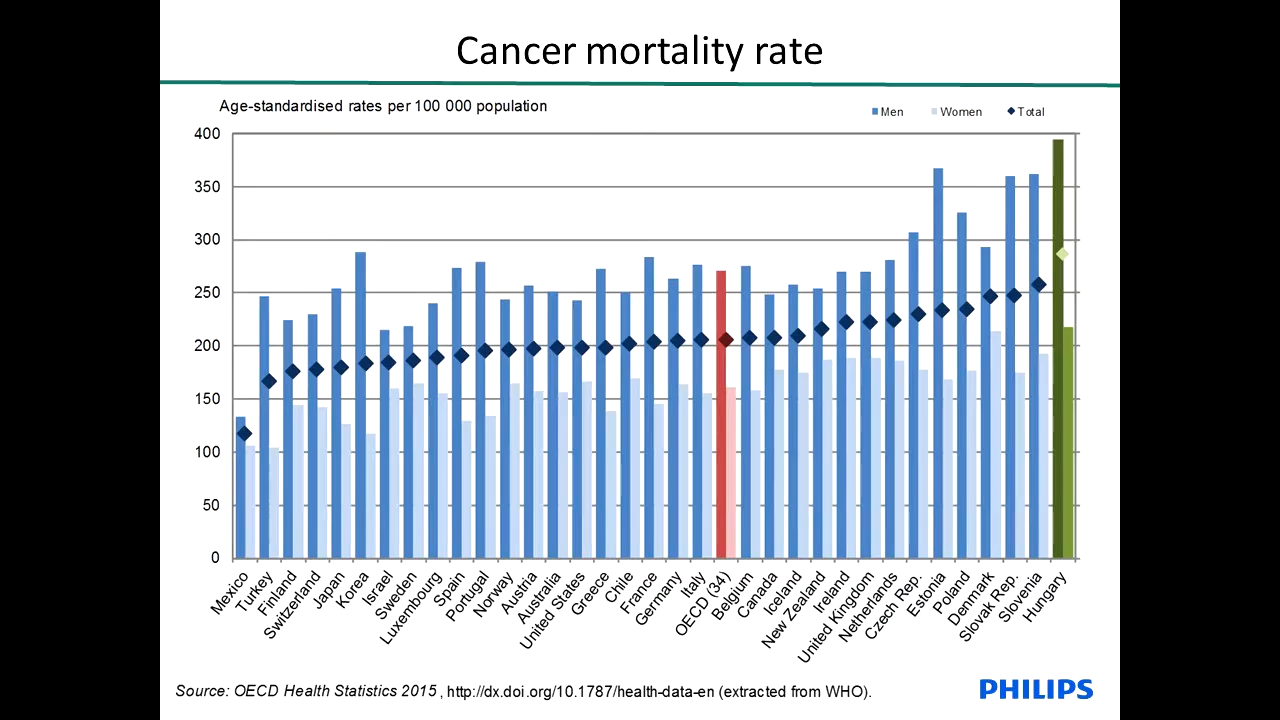 Cancer mortality rate
Age-standardised rates per 100 000 population
Men
Women
Total
400
350
300
250
200
150
100
50
0
Mexico
Turkey
Finland
Switzerland
Japan
Korea
Israel
Sweden
Luxembourg
Spain
Portugal
Norway
Austria
Australia
United States
Greece
Chile
France
Germany
Italy
OECD (34)
Belgium
Canada
Iceland
New Zealand
Ireland
United Kingdom
Netherlands
Czech Rep.
Estonia
Poland
Denmark
Slovak Rep.
Slovenia
Hungary
Source: OECD Health Statistics 2015 , http://dx.doi.org/10.1787/health-data-en (extracted from WHO).
PHILIPS